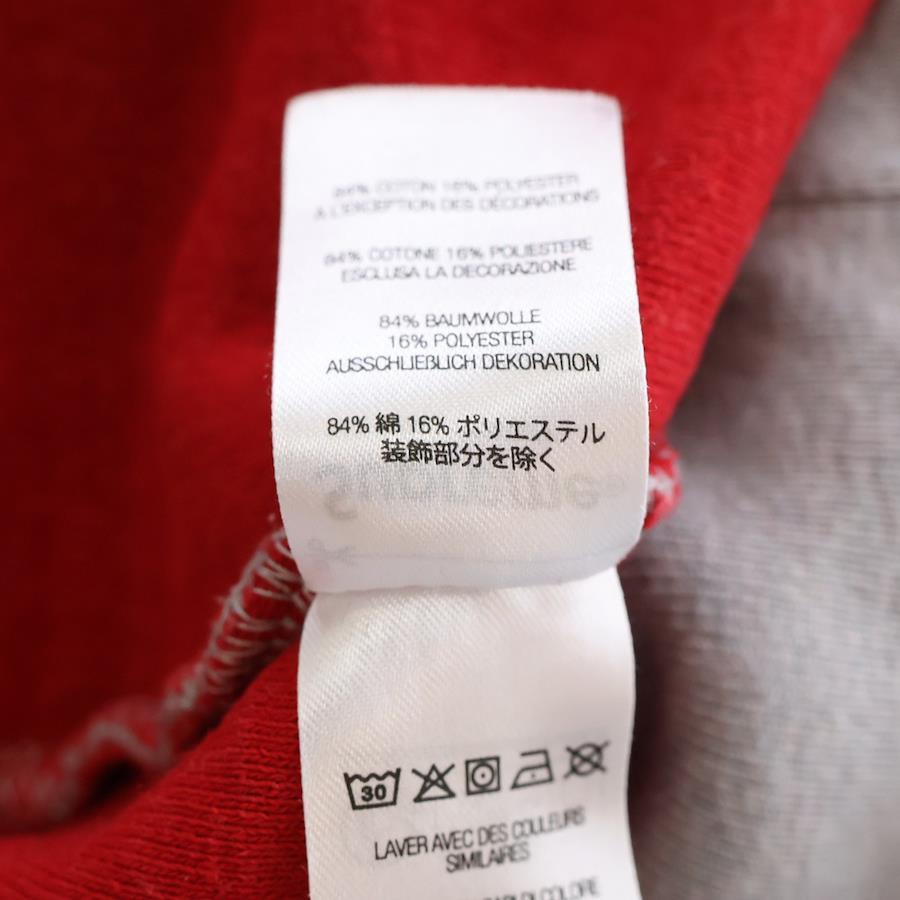 84% COTON 16% POLYESTER
À L'EXCEPTION DES DÉCORATIONS
84% COTONE 16% POLIESTERE
ESCLUSA LA DECORAZIONE
84% BAUMWOLLE
16% POLYESTER
AUSSCHLIEßLICH DEKORATION
84% 綿 16% ポリエステル
装飾部分を除く
30
LAVER AVEC DES COULEURS
SIMILAIRES
DI COLORE